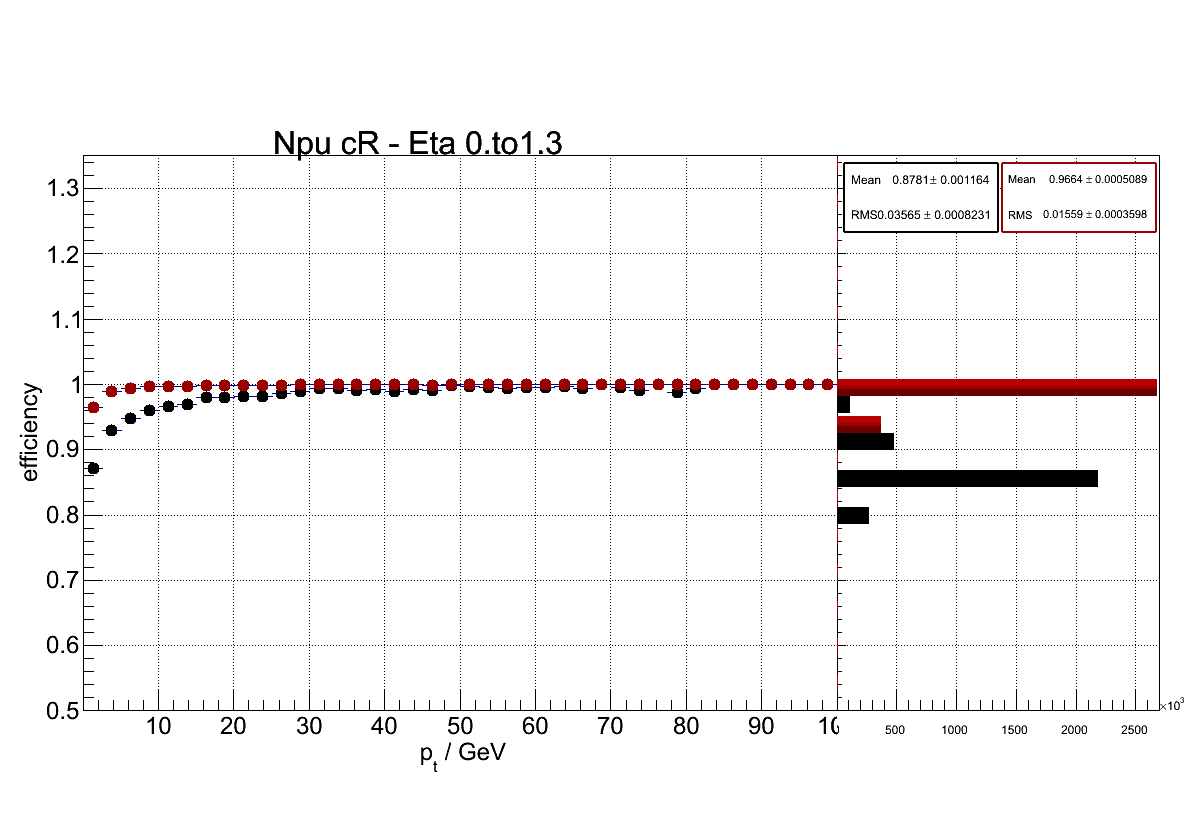 Npu cR - Eta 0.to1.3
Mean 0.8781± 0.001164
RMS0.03565 ± 0.0008231
Mean 0.9664 ± 0.0005089
RMS 0.01559 ± 0.0003598
efficiency
1.3
1.2
1.1
1
0.9
0.8
0.7
0.6
0.5
10 20 30 40 50 60 70 80 90
500 1000 1500 2000 2500
×10³
p_t / GeV